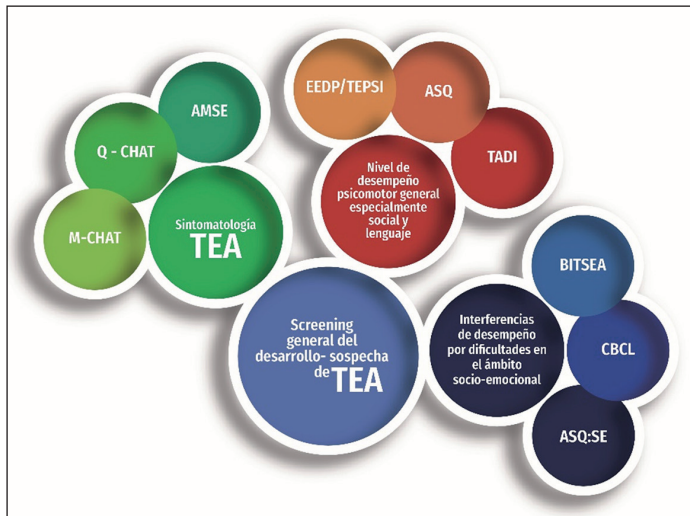 AMSE
Q - CHAT
M-CHAT
Sintomatología
TEA
EEDP/TEPSI
ASQ
TADI
Nivel de
desempeño
psicomotor general
especialmente
social y
lenguaje
Screening
general del
desarrollo- sospecha
de TEA
Interferencias
de desempeño
por dificultades en
el ámbito
socio-emocional
BITSEA
CBCL
ASQ:SE